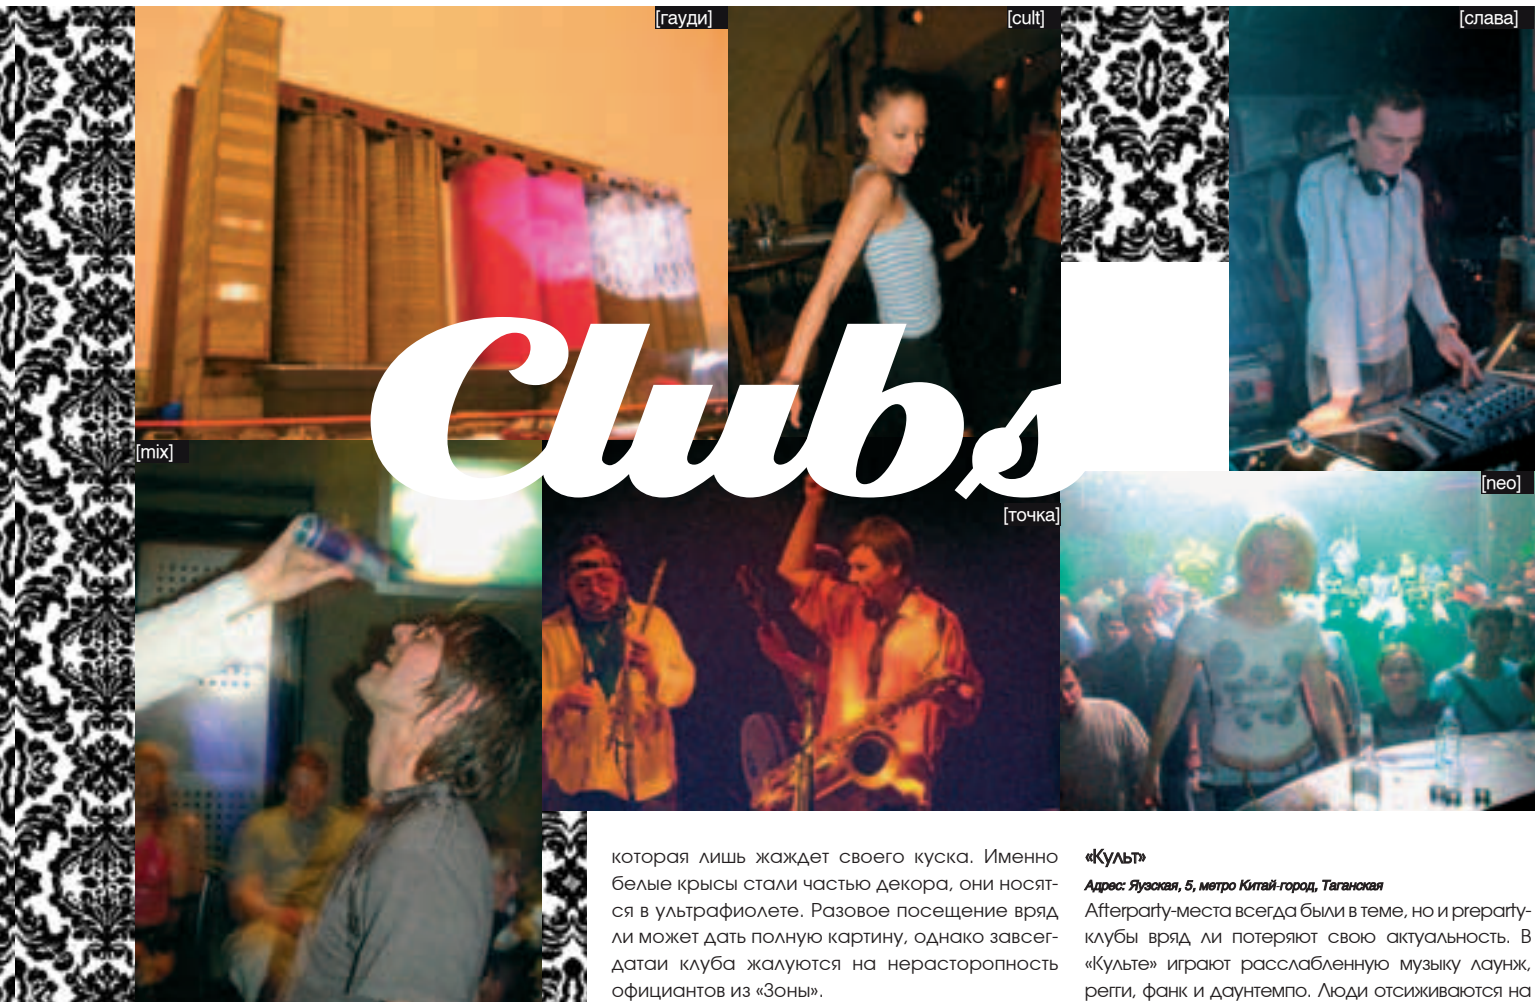 [гауди]
[cult]
[слава]
Clubs
[mix]
[точка]
[neo]
которая лишь жаждет своего куска. Именно
белые крысы стали частью декора, они носят-
ся в ультрафиолете. Разовое посещение вряд
ли может дать полную картину, однако завсег-
датаи клуба жалуются на нерасторопность
официантов из «Зоны».
«Культ»
Адрес: Яузская, 5, метро Китай-город, Таганская
Afterparty-места всегда были в теме, но и preparty-
клубы вряд ли потеряют свою актуальность. В
«Культе» играют расслабленную музыку лаунж,
регги, фанк и даунтемпо. Люди отсиживаются на